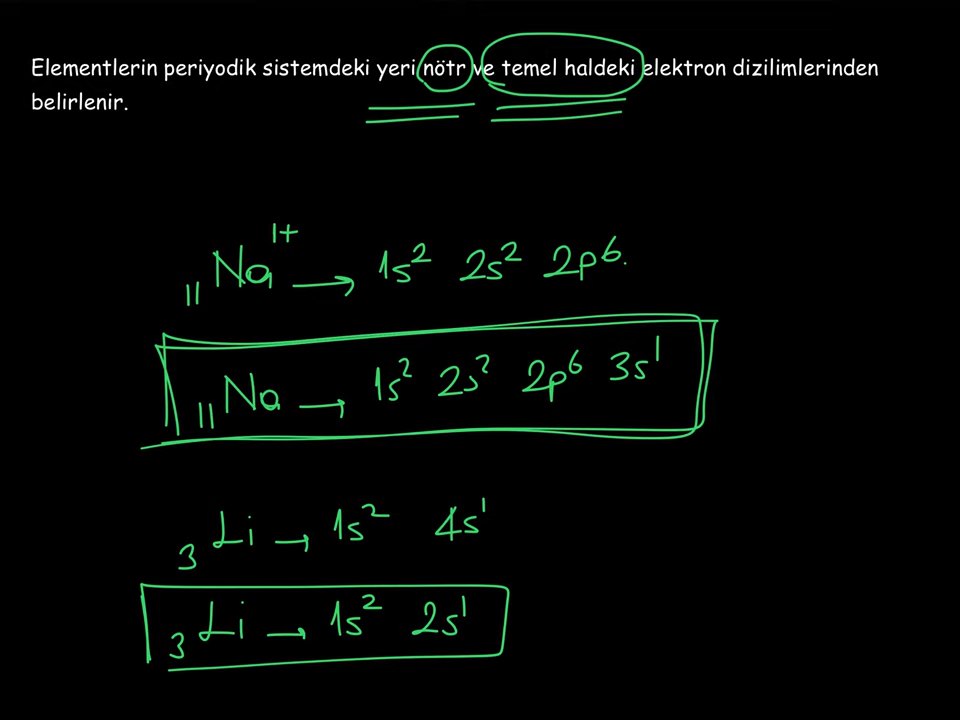 Elementlerin periyodik sistemdeki yeri nötr ve temel haldeki elektron dizilimlerinden
belirlenir.
₁₁Na¹⁺ → 1s² 2s² 2p⁶.
₁₁Na → 1s² 2s² 2p⁶ 3s¹
₃Li → 1s² 4s¹
₃Li → 1s² 2s¹